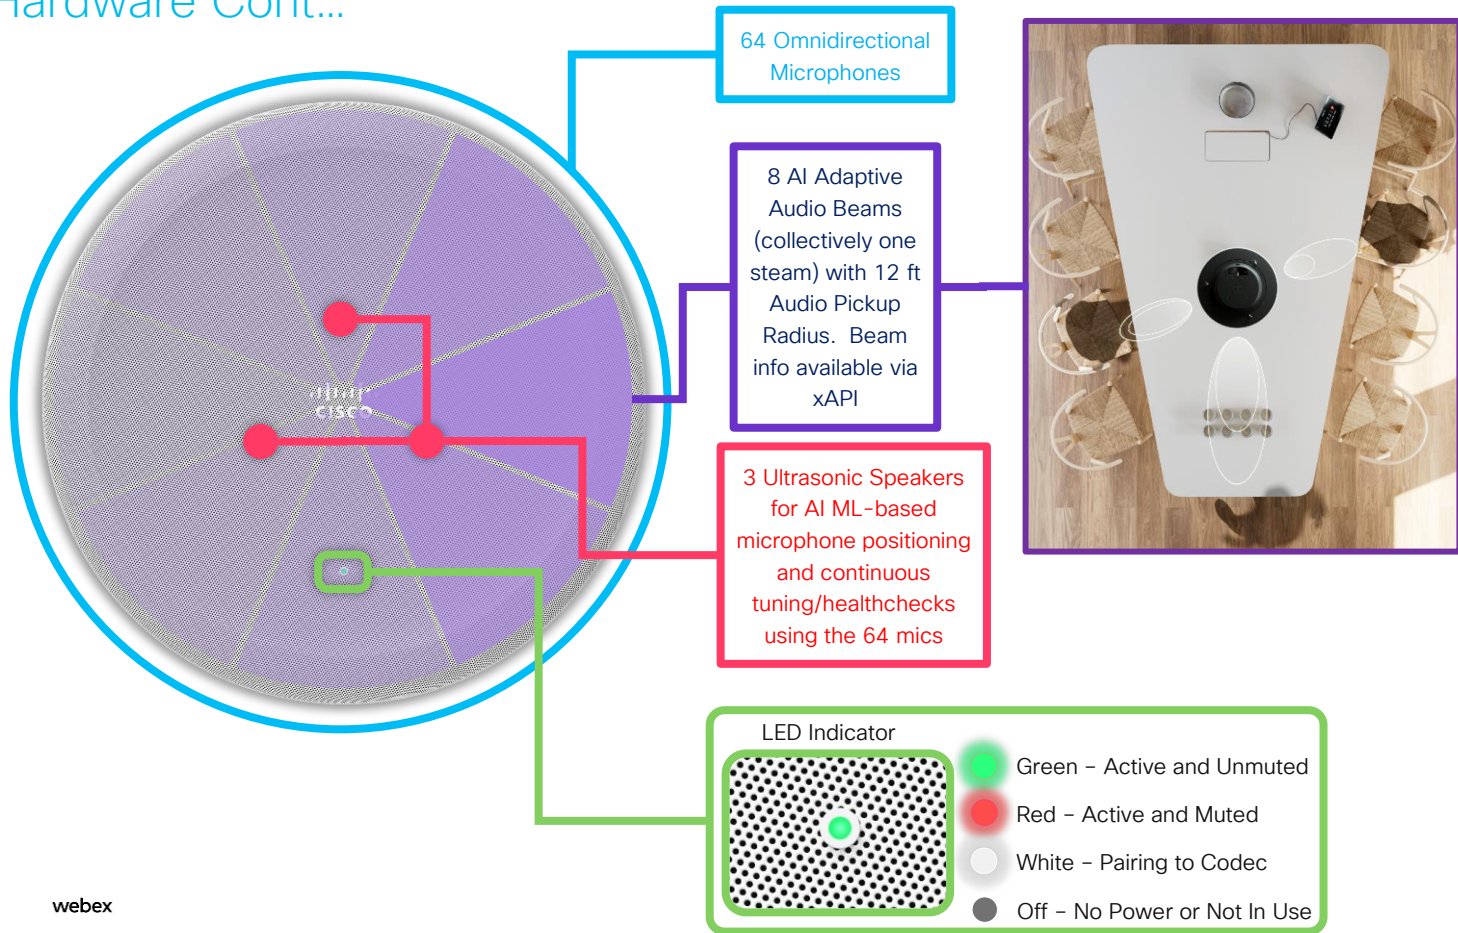 Hardware Cont...
64 Omnidirectional
Microphones
8 AI Adaptive
Audio Beams
(collectively one
steam) with 12 ft
Audio Pickup
Radius. Beam
info available via
xAPI
CISCO
3 Ultrasonic Speakers
for AI ML-based
microphone positioning
and continuous
tuning/healthchecks
using the 64 mics
LED Indicator
Green - Active and Unmuted
Red - Active and Muted
White - Pairing to Codec
Off - No Power or Not In Use
webex